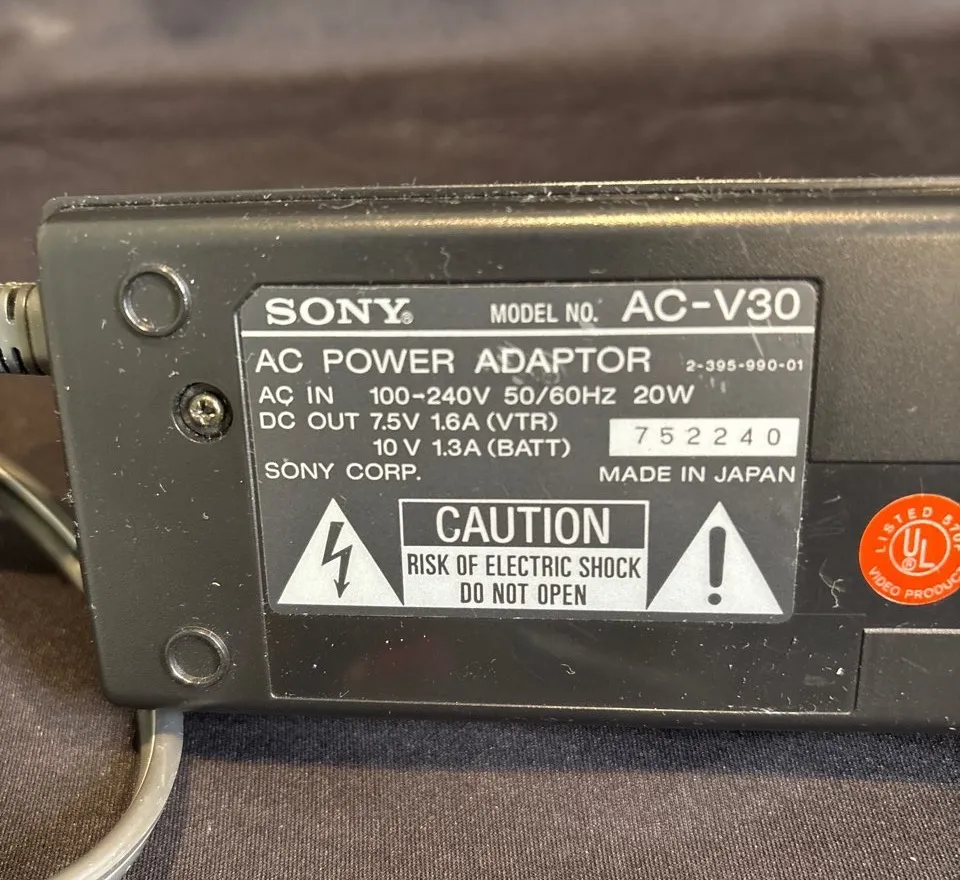 SONY® MODEL NO. AC-V30
AC POWER ADAPTOR 2-395-990-01
AC IN 100-240V 50/60Hz 20W
DC OUT 7.5V 1.6A (VTR)
10V 1.3A (BATT)
752240
SONY CORP. MADE IN JAPAN
CAUTION
RISK OF ELECTRIC SHOCK
DO NOT OPEN
LISTED
UL®
VIDEO